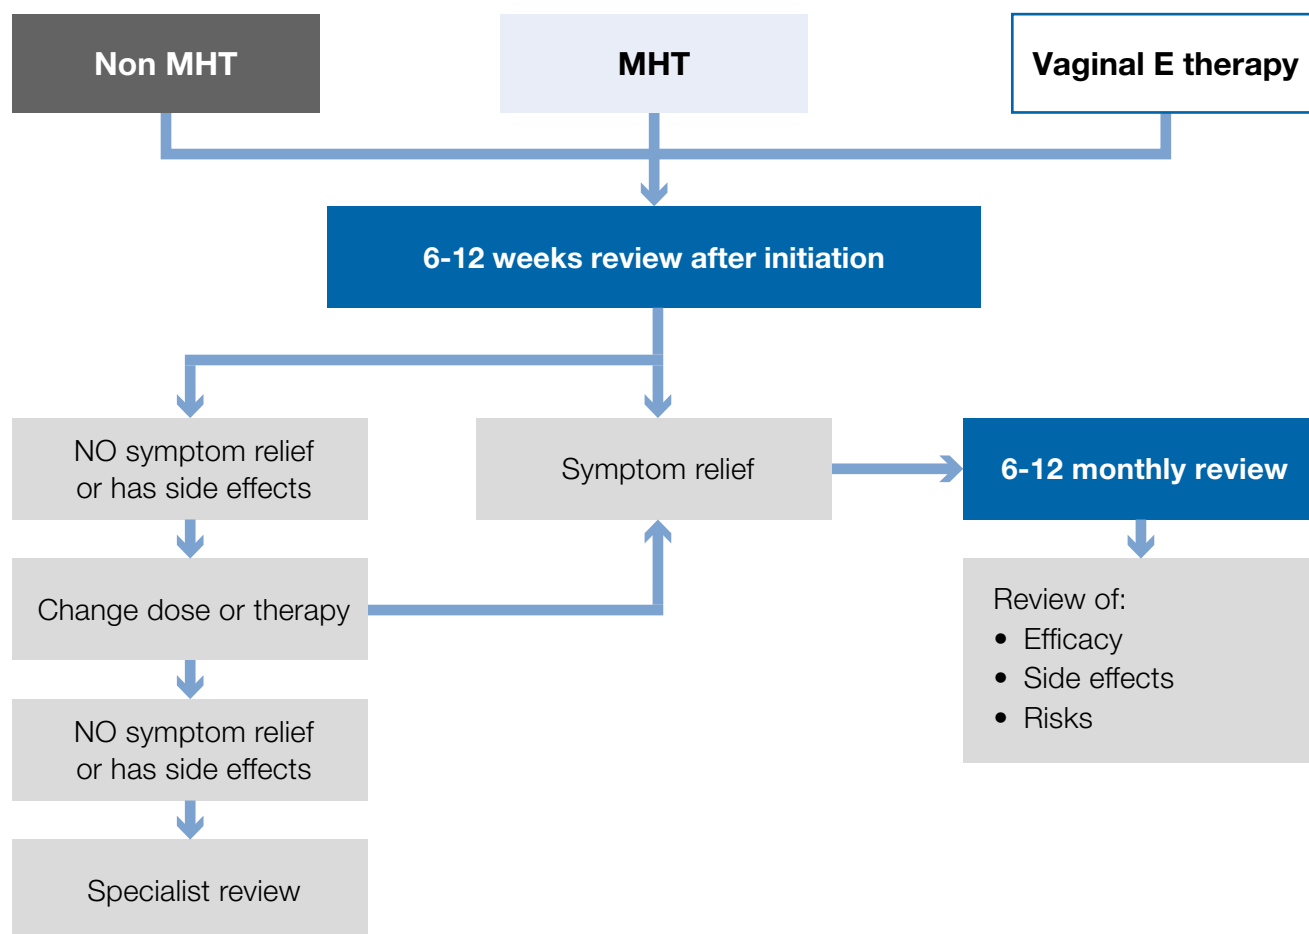 Non MHT
MHT
Vaginal E therapy
6-12 weeks review after initiation
NO symptom relief
or has side effects
Symptom relief
6-12 monthly review
Change dose or therapy
Review of:
• Efficacy
• Side effects
• Risks
NO symptom relief
or has side effects
Specialist review